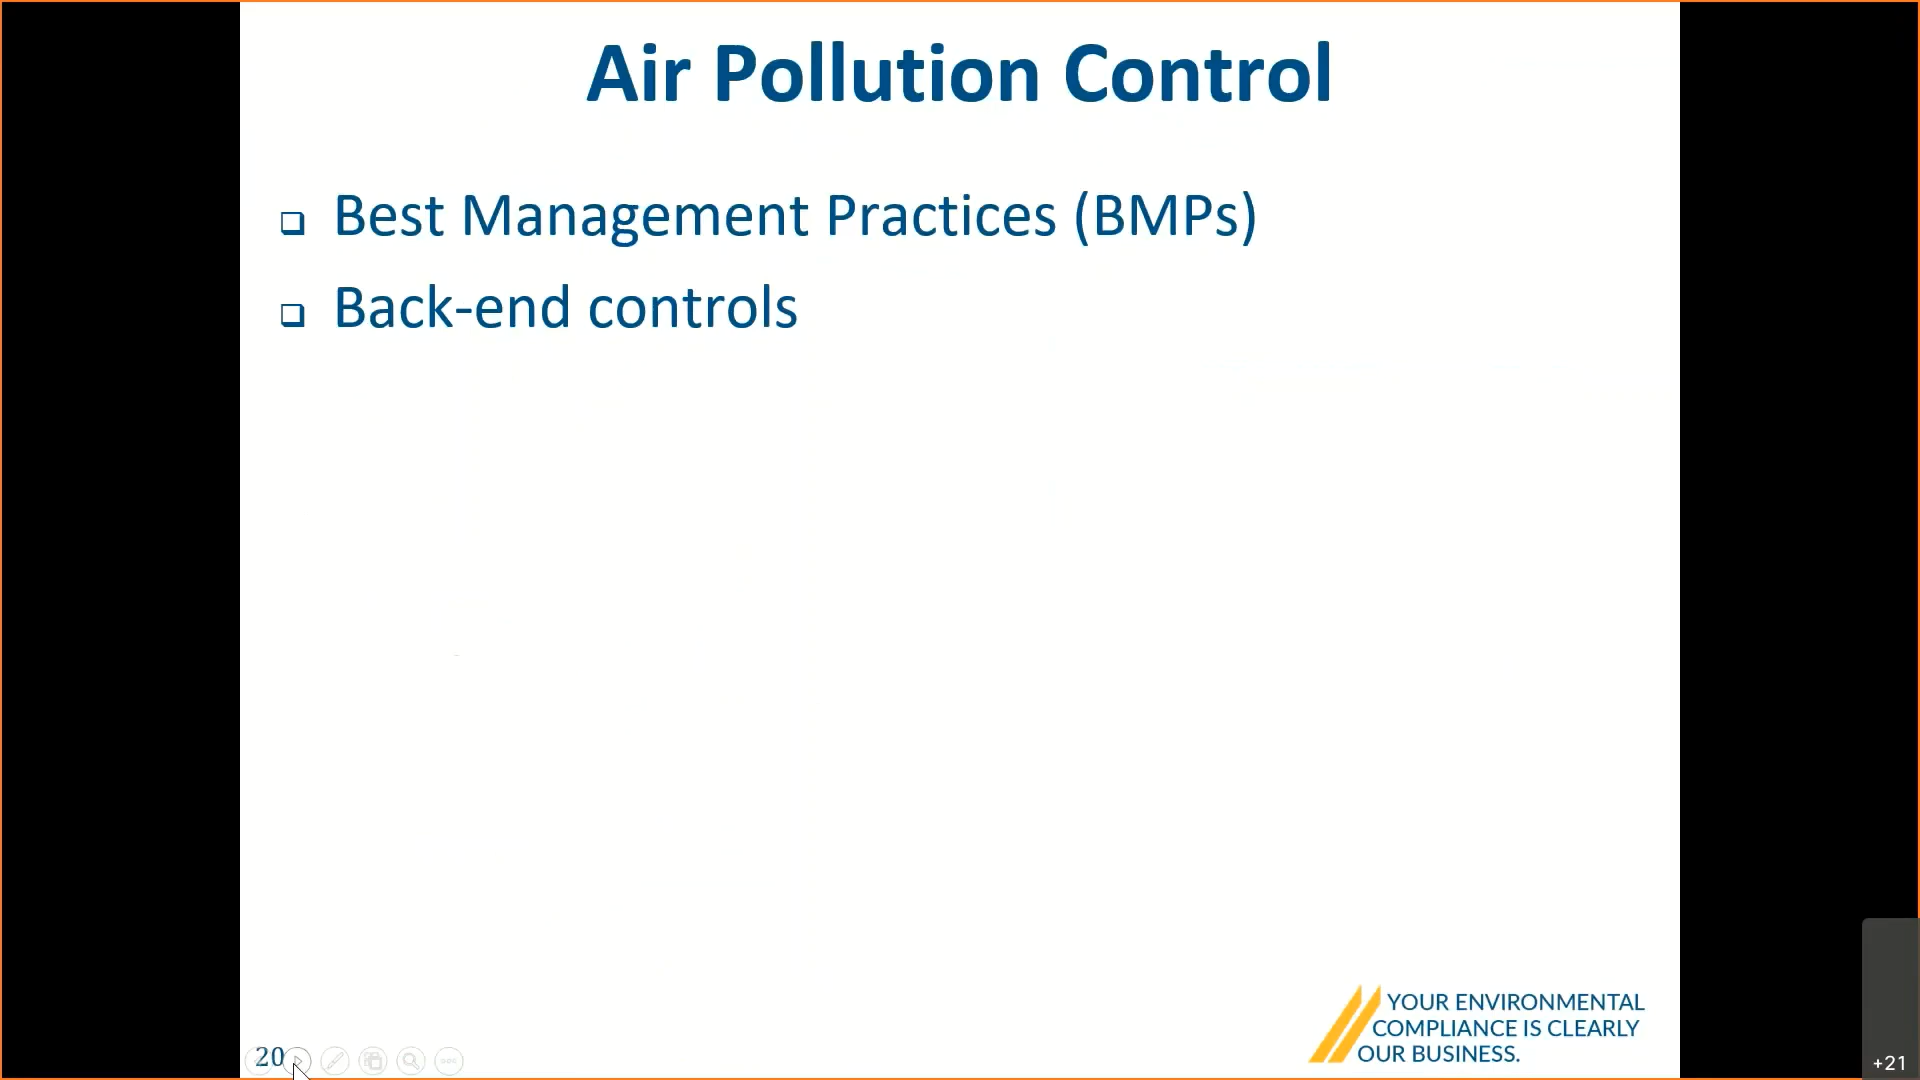 Air Pollution Control
❑ Best Management Practices (BMPs)
❑ Back-end controls
YOUR ENVIRONMENTAL
COMPLIANCE IS CLEARLY
OUR BUSINESS.
20
+21